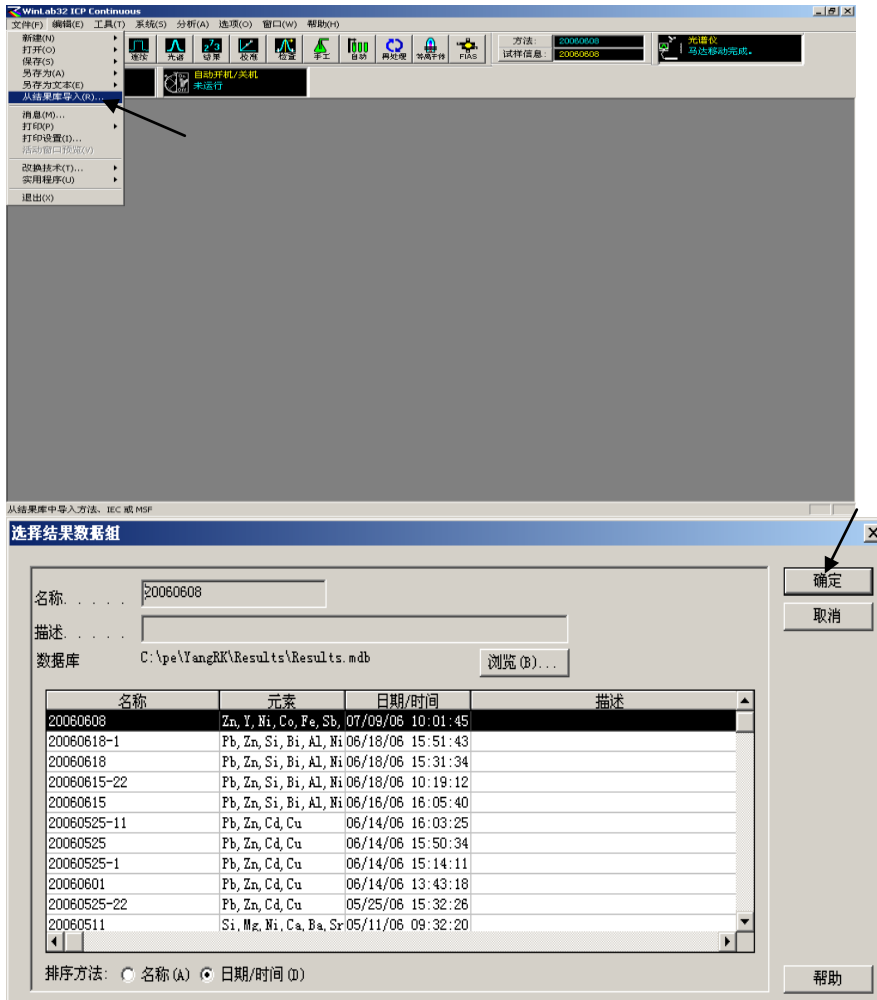 WinLab32 ICP Continuous
文件(F) 编辑(E) 工具(T) 系统(S) 分析(A) 选项(O) 窗口(W) 帮助(H)
新建(N)
打开(O)
保存(S)
另存为(A)
另存为文本(E)
从结果库导入(R)...
消息(M)...
打印(P)
打印设置(I)...
活动窗口预览(V)
改换技术(T)...
实用程序(U)
退出(X)
连续 光谱 结果 校准 检查 手工 自动 再处理 等离子体 FIAS
方法: 20060608
试样信息: 20060608
光谱仪
马达移动完成。
自动开机/关机
未运行
从结果库中导入方法、IEC 或 MSF
选择结果数据组
名称. . . . . 20060608
描述. . . . .
数据库 C:\pe\YangRK\Results\Results.mdb 浏览(B)...
确定
取消
名称 元素 日期/时间 描述
20060608 Zn,Y,Ni,Co,Fe,Sb, 07/09/06 10:01:45
20060618-1 Pb,Zn,Si,Bi,Al,Ni 06/18/06 15:51:43
20060618 Pb,Zn,Si,Bi,Al,Ni 06/18/06 15:31:34
20060615-22 Pb,Zn,Si,Bi,Al,Ni 06/18/06 10:19:12
20060615 Pb,Zn,Si,Bi,Al,Ni 06/16/06 16:05:40
20060525-11 Pb,Zn,Cd,Cu 06/14/06 16:03:25
20060525 Pb,Zn,Cd,Cu 06/14/06 15:50:34
20060525-1 Pb,Zn,Cd,Cu 06/14/06 15:14:11
20060601 Pb,Zn,Cd,Cu 06/14/06 13:43:18
20060525-22 Pb,Zn,Cd,Cu 05/25/06 15:32:26
20060511 Si,Mg,Ni,Ca,Ba,Sr 05/11/06 09:32:20
排序方法: 名称(A) 日期/时间(D)
帮助